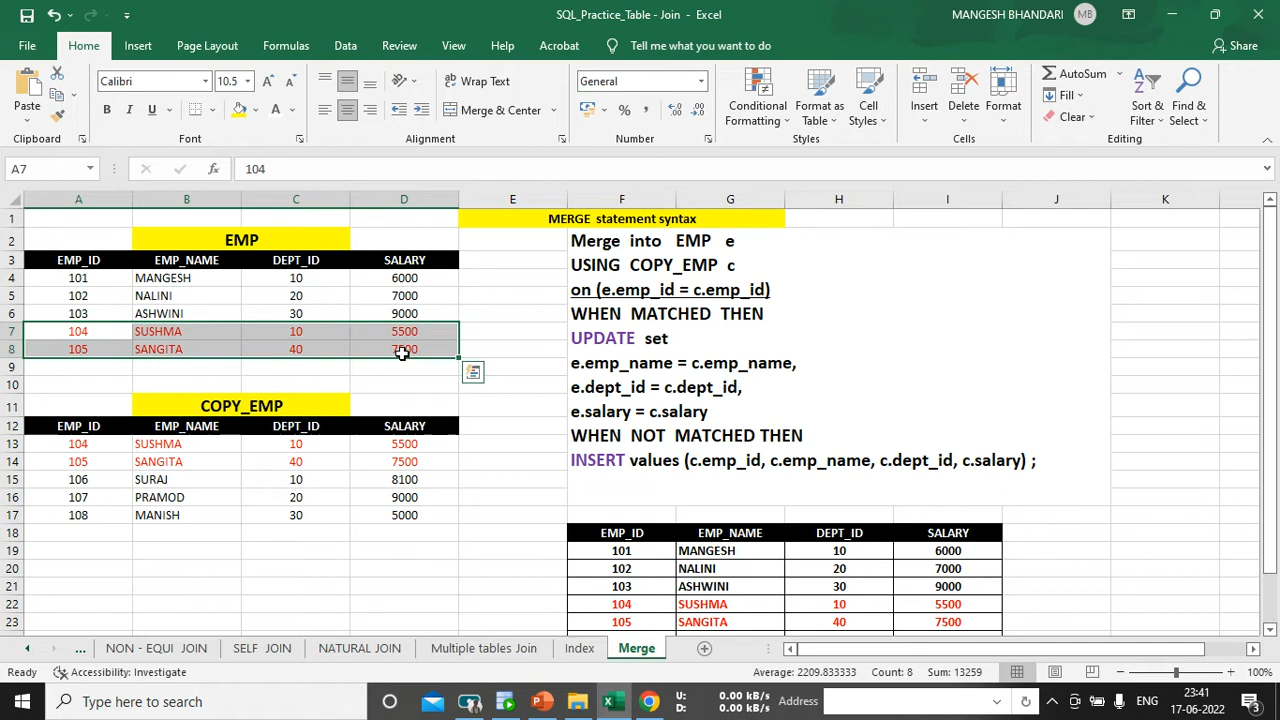 SQL_Practice_Table - Join - Excel
MANGESH BHANDARI MB
File Home Insert Page Layout Formulas Data Review View Help Acrobat Tell me what you want to do Share
Calibri 10.5 Wrap Text General AutoSum
Paste B I U Merge & Center % Conditional Formatting Format as Table Cell Styles Insert Delete Format Fill Clear Sort & Filter Find & Select
Clipboard Font Alignment Number Styles Cells Editing
A7 fx 104
A B C D E F G H I J K
1 MERGE statement syntax
2 EMP
3 EMP_ID EMP_NAME DEPT_ID SALARY
4 101 MANGESH 10 6000
5 102 NALINI 20 7000
6 103 ASHWINI 30 9000
7 104 SUSHMA 10 5500
8 105 SANGITA 40
9
10
11 COPY_EMP
12 EMP_ID EMP_NAME DEPT_ID SALARY
13 104 SUSHMA 10 5500
14 105 SANGITA 40 7500
15 106 SURAJ 10 8100
16 107 PRAMOD 20 9000
17 108 MANISH 30 5000
Merge into EMP e
USING COPY_EMP c
on (e.emp_id = c.emp_id)
WHEN MATCHED THEN
UPDATE set
e.emp_name = c.emp_name,
e.dept_id = c.dept_id,
e.salary = c.salary
WHEN NOT MATCHED THEN
INSERT values (c.emp_id, c.emp_name, c.dept_id, c.salary) ;
18 EMP_ID EMP_NAME DEPT_ID SALARY
19 101 MANGESH 10 6000
20 102 NALINI 20 7000
21 103 ASHWINI 30 9000
22 104 SUSHMA 10 5500
23 105 SANGITA 40 7500
... NON - EQUI JOIN SELF JOIN NATURAL JOIN Multiple tables Join Index Merge
Ready Accessibility: Investigate Average: 2209.833333 Count: 8 Sum: 13259 100%
Type here to search
U: 0.00 kB/s
D: 0.00 kB/s
Address
ENG
23:41
17-06-2022
3